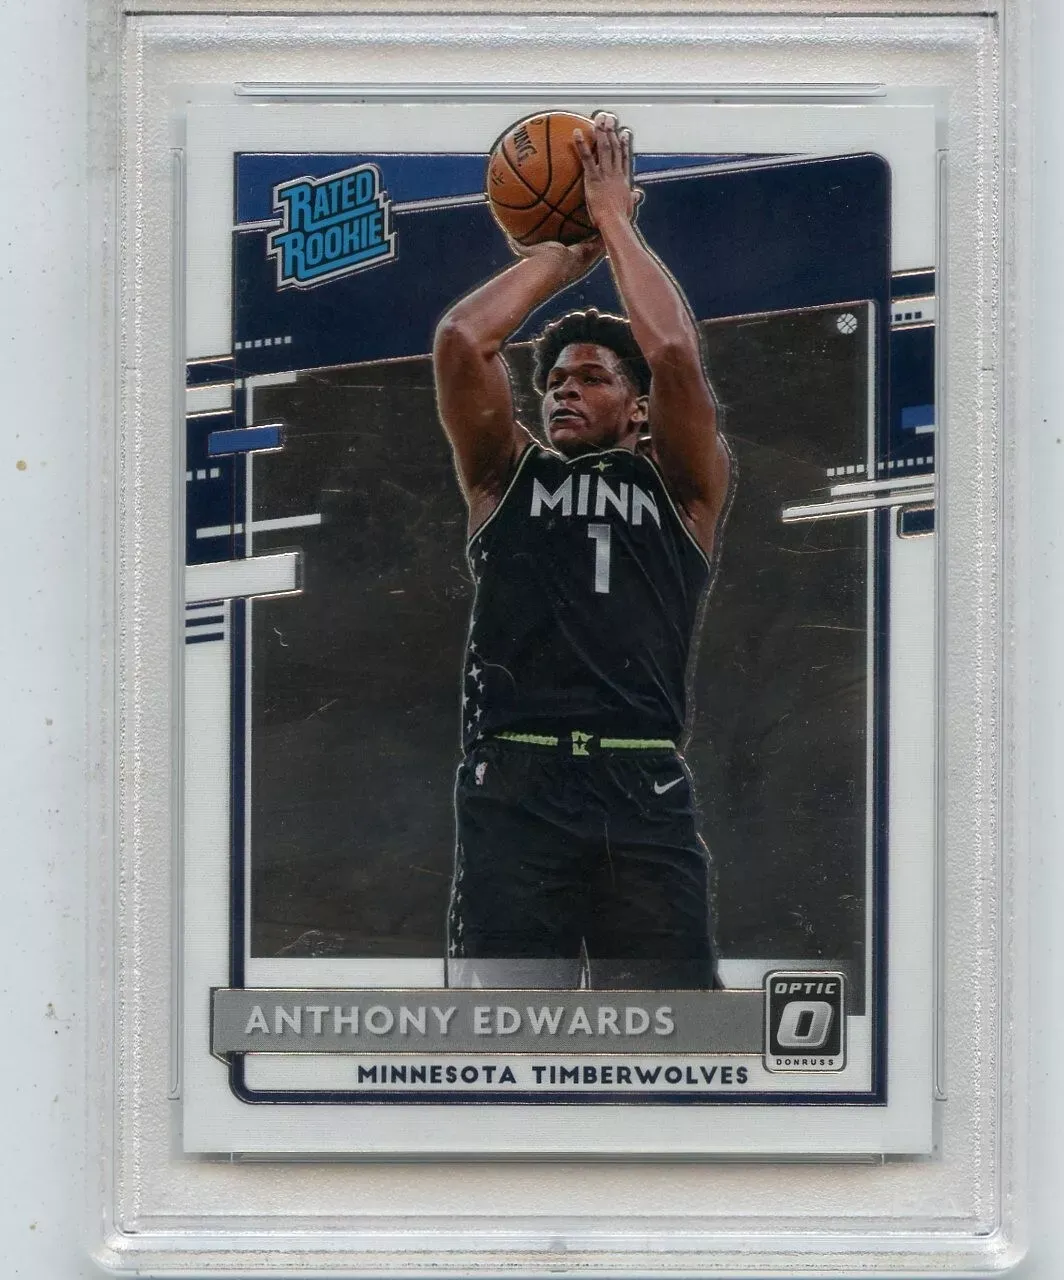 RATED
ROOKIE
MINN
1
ANTHONY EDWARDS
OPTIC
O
DONRUSS
MINNESOTA TIMBERWOLVES